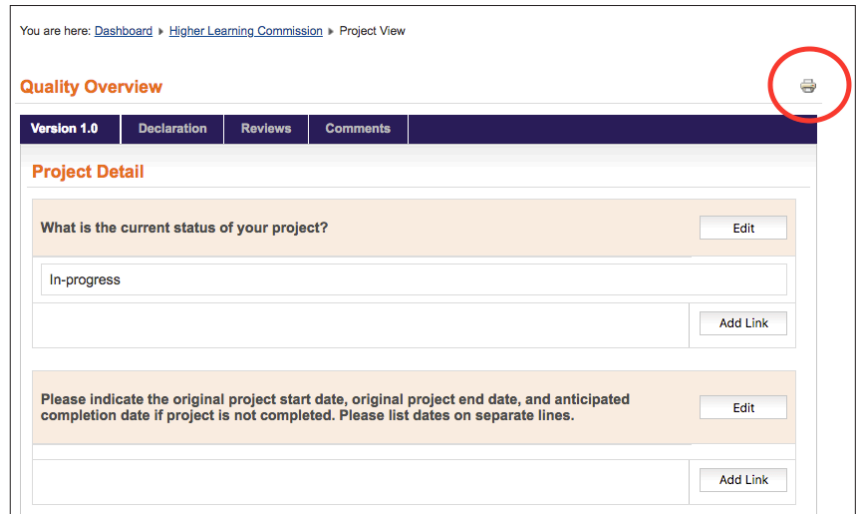 You are here: Dashboard ▸ Higher Learning Commission ▸ Project View
Quality Overview
Version 1.0 Declaration Reviews Comments
Project Detail
What is the current status of your project? Edit
In-progress
Add Link
Please indicate the original project start date, original project end date, and anticipated
completion date if project is not completed. Please list dates on separate lines.
Edit
Add Link